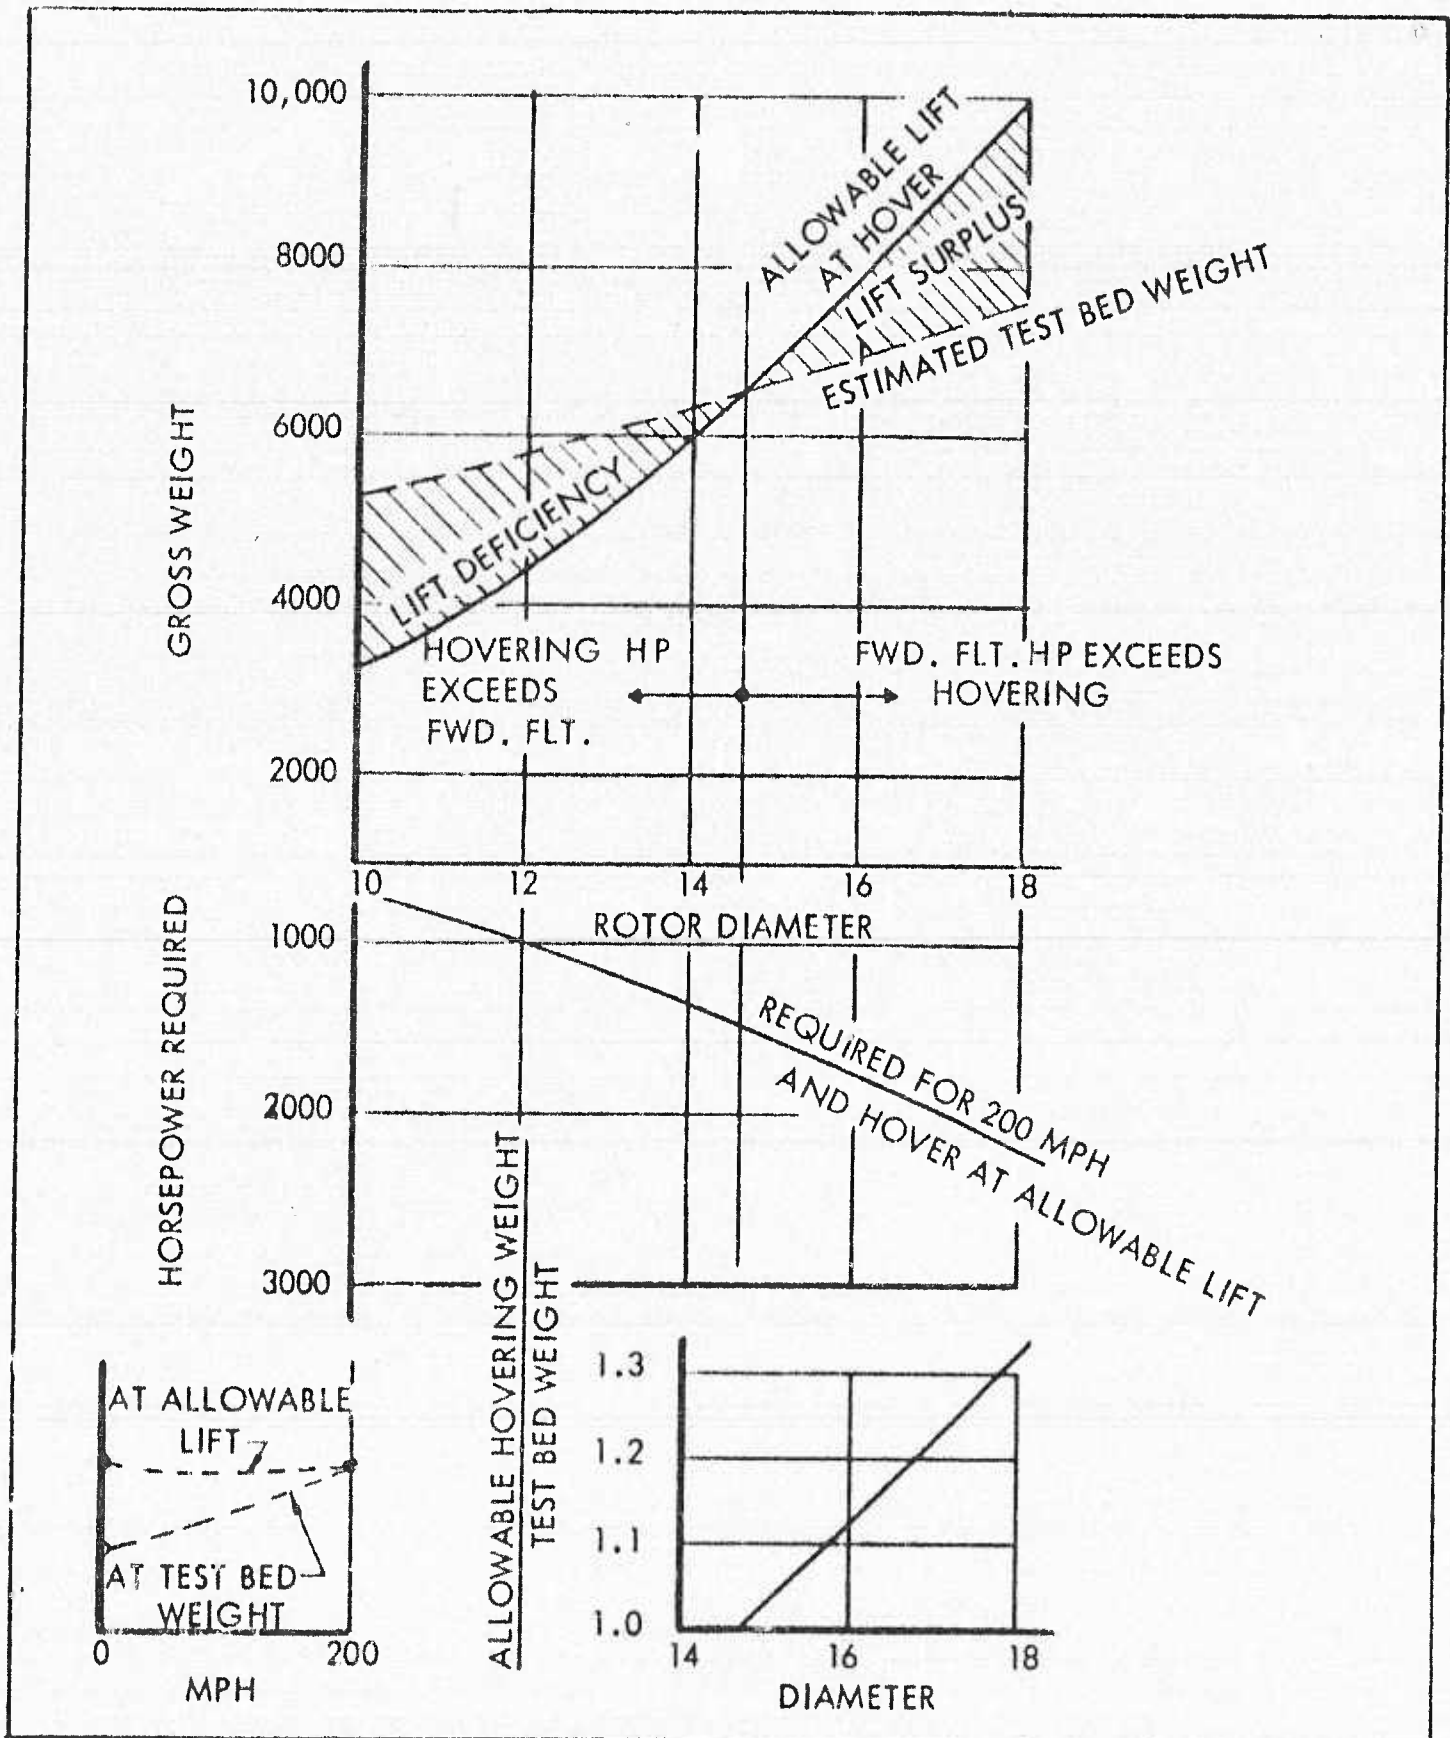 10,000
8000
6000
4000
2000
GROSS WEIGHT
ALLOWABLE LIFT
AT HOVER
LIFT SURPLUS
ESTIMATED TEST BED WEIGHT
LIFT DEFICIENCY
HOVERING HP
EXCEEDS
FWD. FLT.
FWD. FLT. HP EXCEEDS
HOVERING
10 12 14 16 18
ROTOR DIAMETER
HORSEPOWER REQUIRED
1000
2000
3000
REQUIRED FOR 200 MPH
AND HOVER AT ALLOWABLE LIFT
AT ALLOWABLE
LIFT
AT TEST BED
WEIGHT
0 200
MPH
ALLOWABLE HOVERING WEIGHT
TEST BED WEIGHT
1.3
1.2
1.1
1.0
14 16 18
DIAMETER